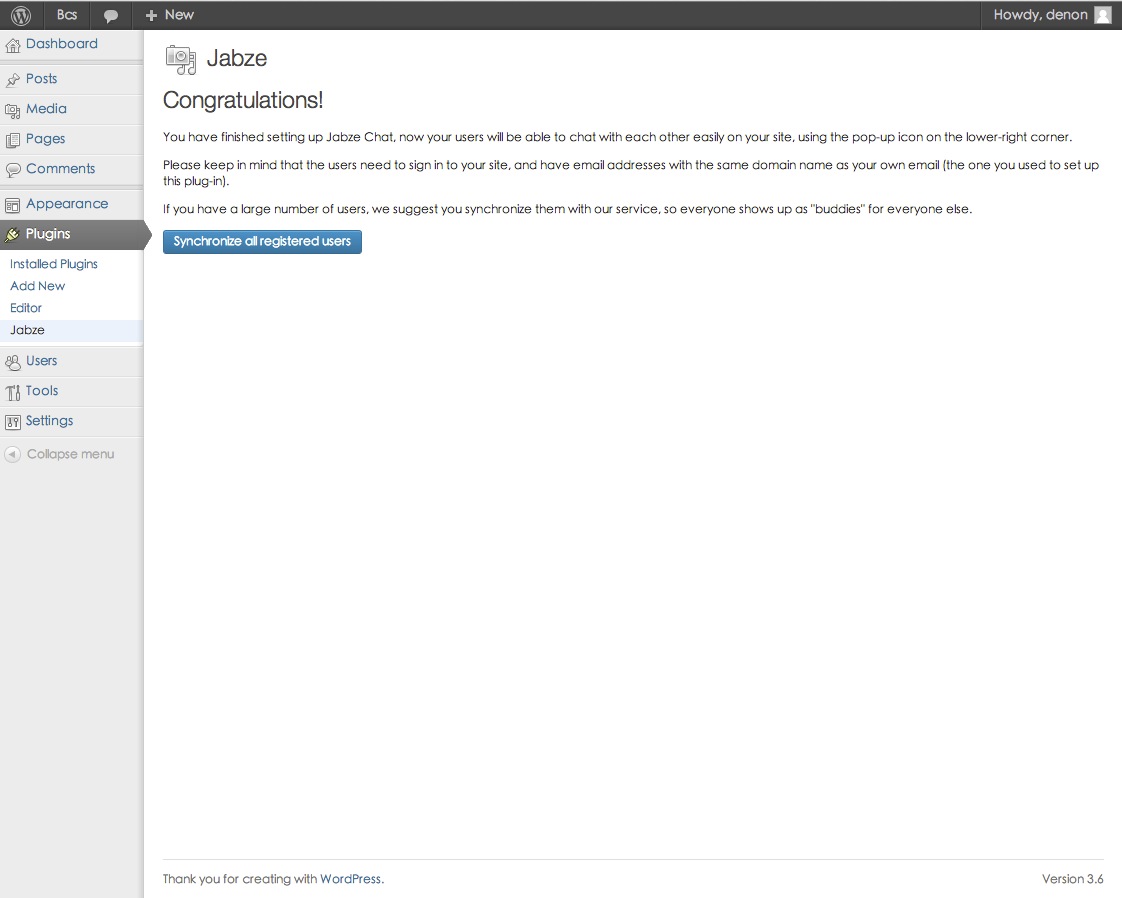 Bcs
New
Howdy, denon
Dashboard
Posts
Media
Pages
Comments
Appearance
Plugins
Installed Plugins
Add New
Editor
Jabze
Users
Tools
Settings
Collapse menu
Jabze
Congratulations!
You have finished setting up Jabze Chat, now your users will be able to chat with each other easily on your site, using the pop-up icon on the lower-right corner.
Please keep in mind that the users need to sign in to your site, and have email addresses with the same domain name as your own email (the one you used to set up
this plug-in).
If you have a large number of users, we suggest you synchronize them with our service, so everyone shows up as "buddies" for everyone else.
Synchronize all registered users
Thank you for creating with WordPress.
Version 3.6